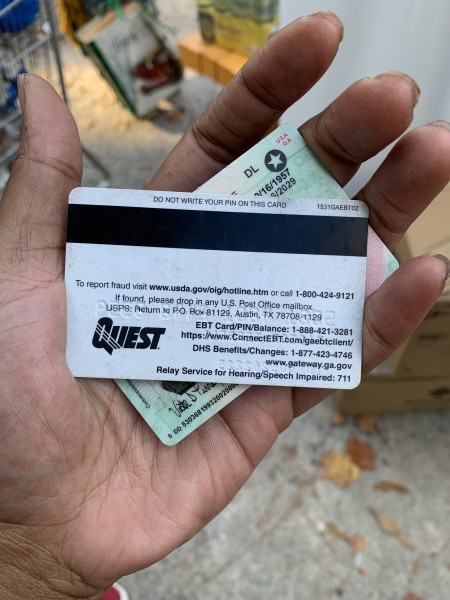 USA
GA
DL
/16/1957
/2029
DO NOT WRITE YOUR PIN ON THIS CARD
1531GAEBT02
To report fraud visit www.usda.gov/oig/hotline.htm or call 1-800-424-9121
If found, please drop in any U.S. Post Office mailbox.
USPS: Return to P.O. Box 81129, Austin, TX 78708-1129
QUEST
EBT Card/PIN/Balance: 1-888-421-3281
https://www.ConnectEBT.com/gaebtclient/
DHS Benefits/Changes: 1-877-423-4746
www.gateway.ga.gov
Relay Service for Hearing/Speech Impaired: 711